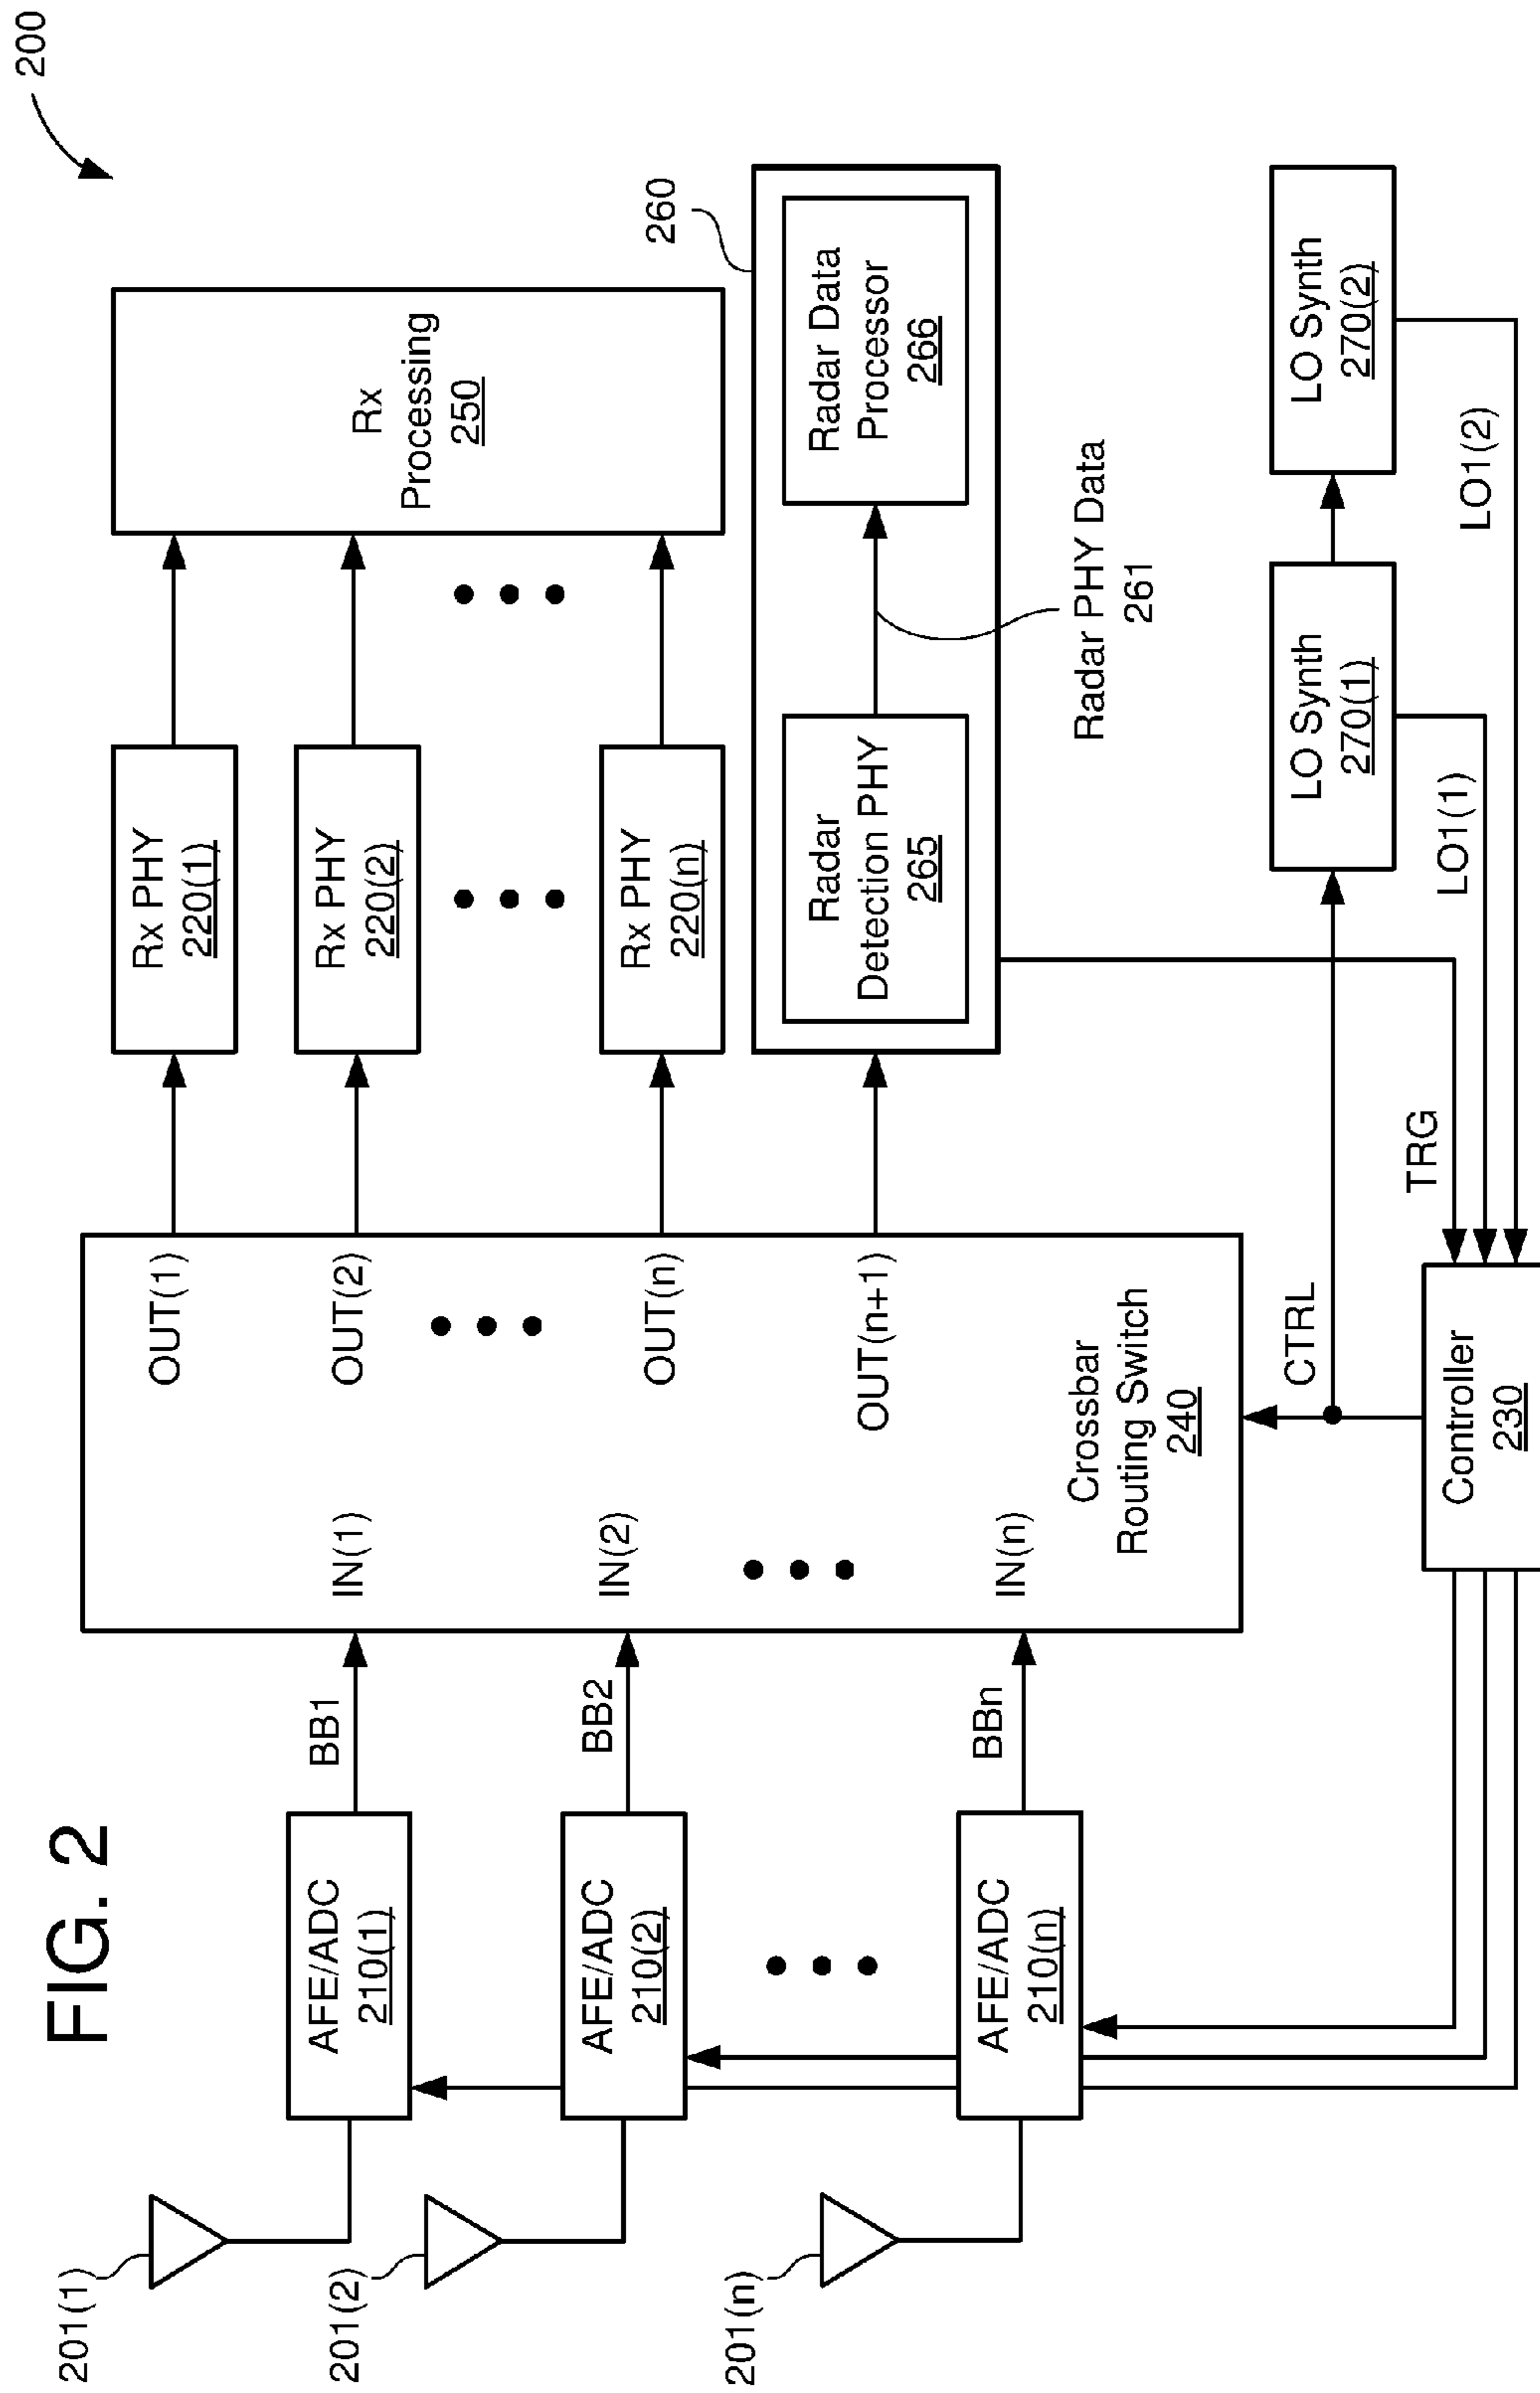 FIG. 2
200
201(1)
201(2)
201(n)
AFE/ADC
210(1)
AFE/ADC
210(2)
AFE/ADC
210(n)
BB1
BB2
BBn
IN(1)
IN(2)
IN(n)
OUT(1)
OUT(2)
OUT(n)
OUT(n+1)
Crossbar
Routing Switch
240
Rx PHY
220(1)
Rx PHY
220(2)
Rx PHY
220(n)
Rx
Processing
250
260
Radar
Detection PHY
265
Radar Data
Processor
266
Radar PHY Data
261
CTRL
TRG
Controller
230
LO Synth
270(1)
LO Synth
270(2)
LO1(1)
LO1(2)